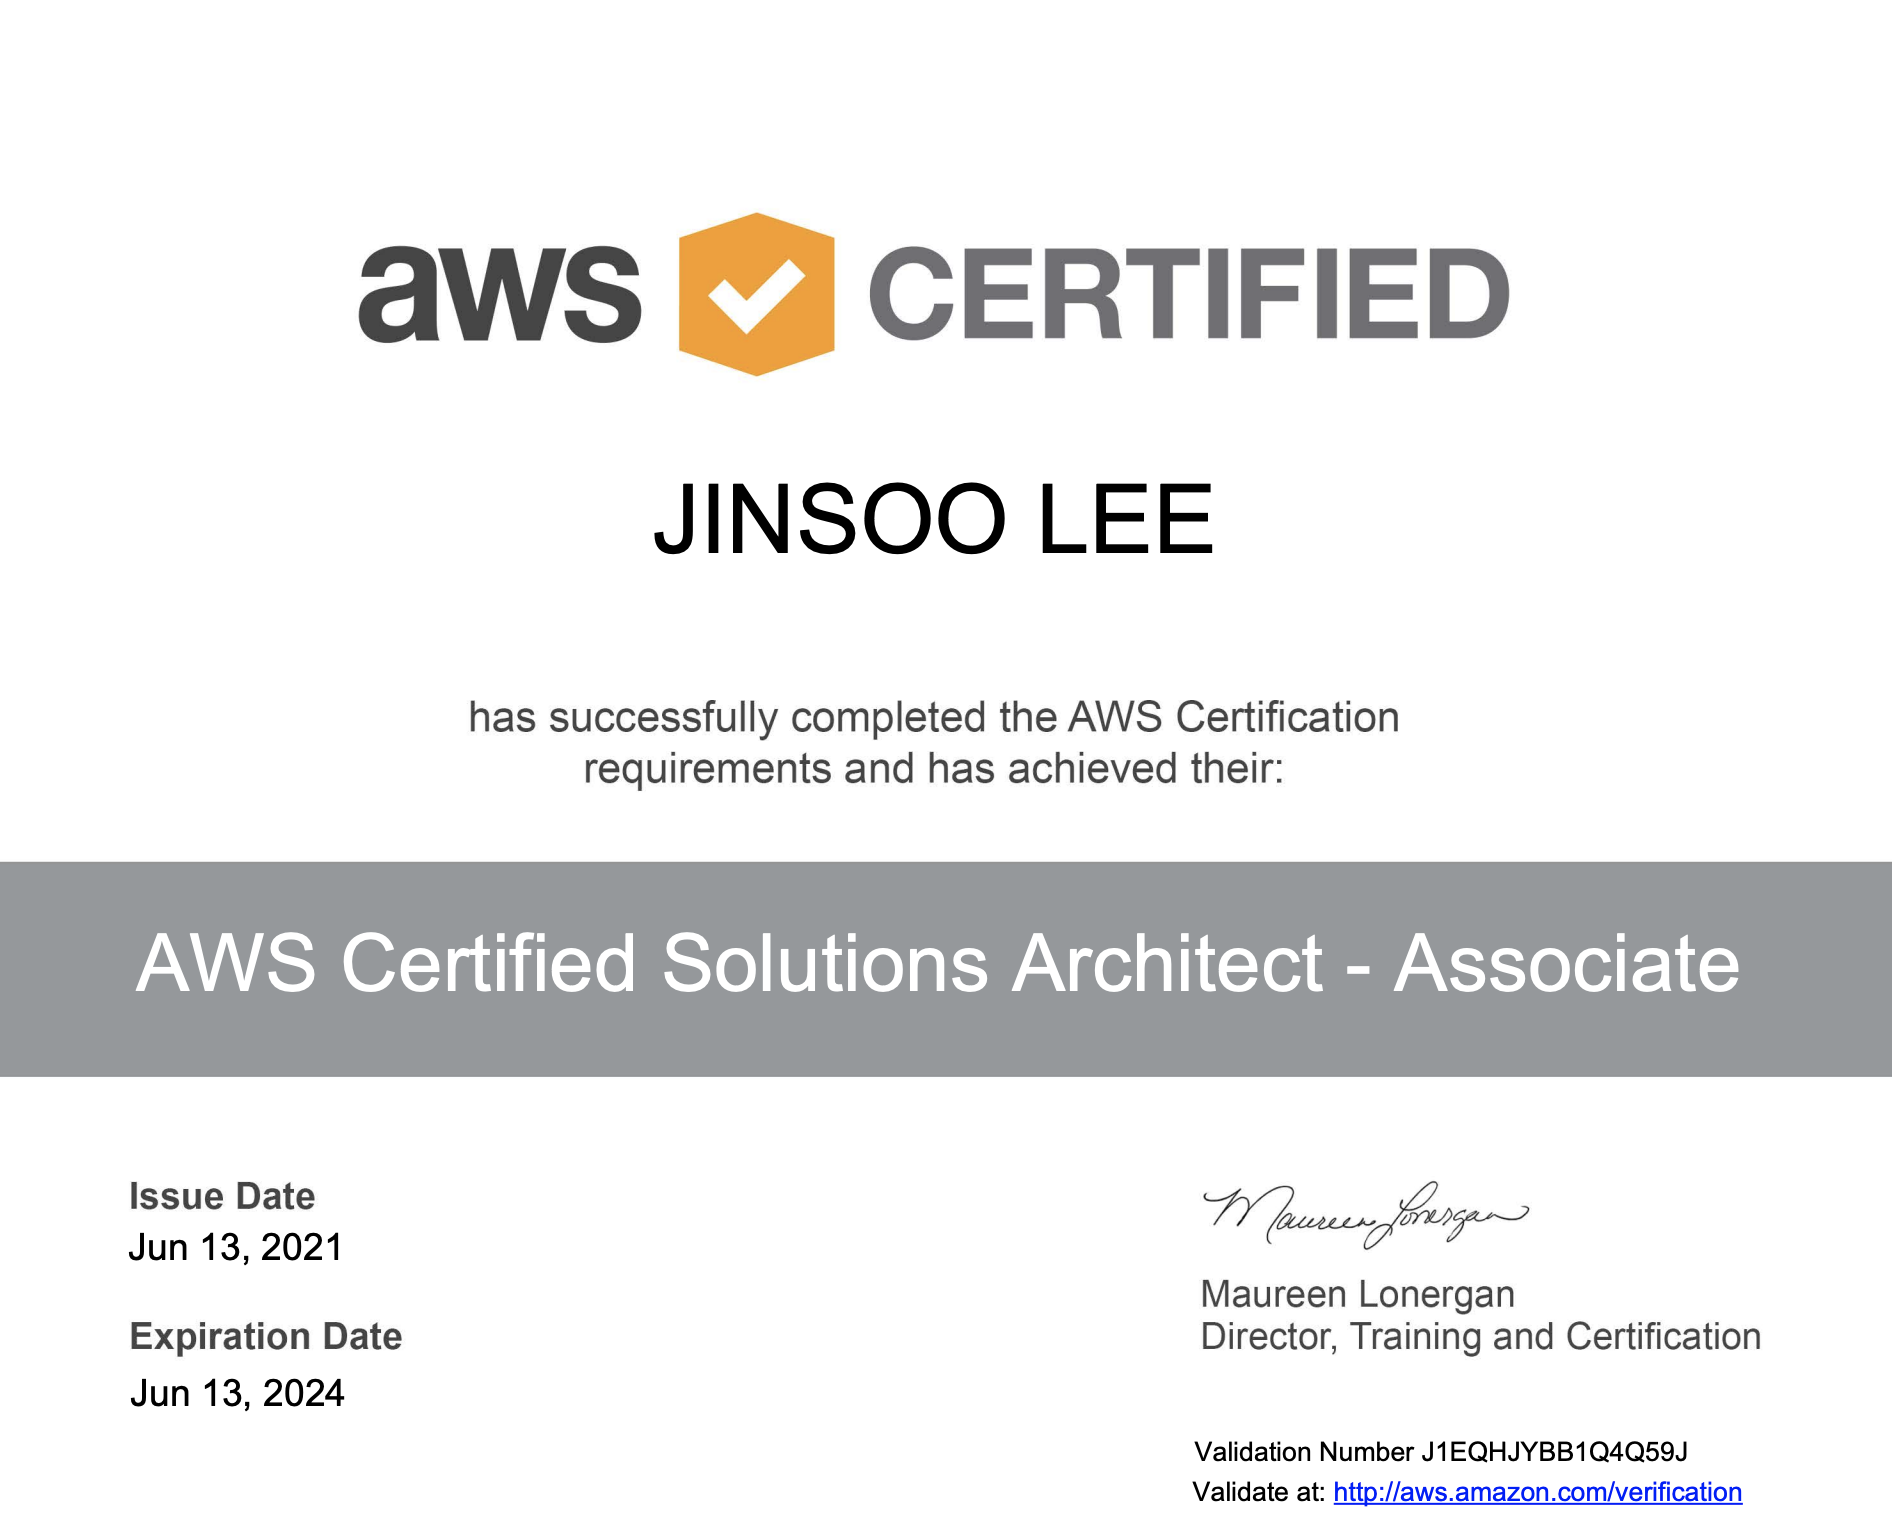 aws CERTIFIED
JINSOO LEE
has successfully completed the AWS Certification
requirements and has achieved their:
AWS Certified Solutions Architect - Associate
Issue Date
Jun 13, 2021
Expiration Date
Jun 13, 2024
Maureen Lonergan
Maureen Lonergan
Director, Training and Certification
Validation Number J1EQHJYBB1Q4Q59J
Validate at: http://aws.amazon.com/verification